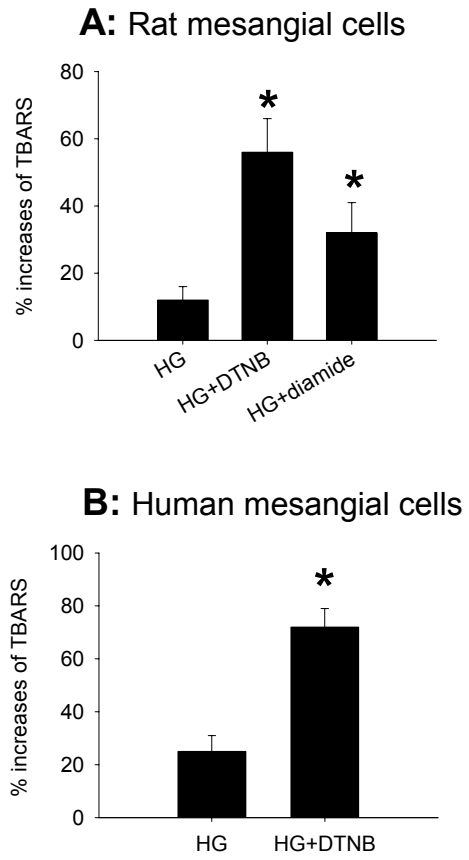 A: Rat mesangial cells
% increases of TBARS
80
60
40
20
0
*
*
HG
HG+DTNB
HG+diamide
B: Human mesangial cells
% increases of TBARS
100
80
60
40
20
0
*
HG
HG+DTNB